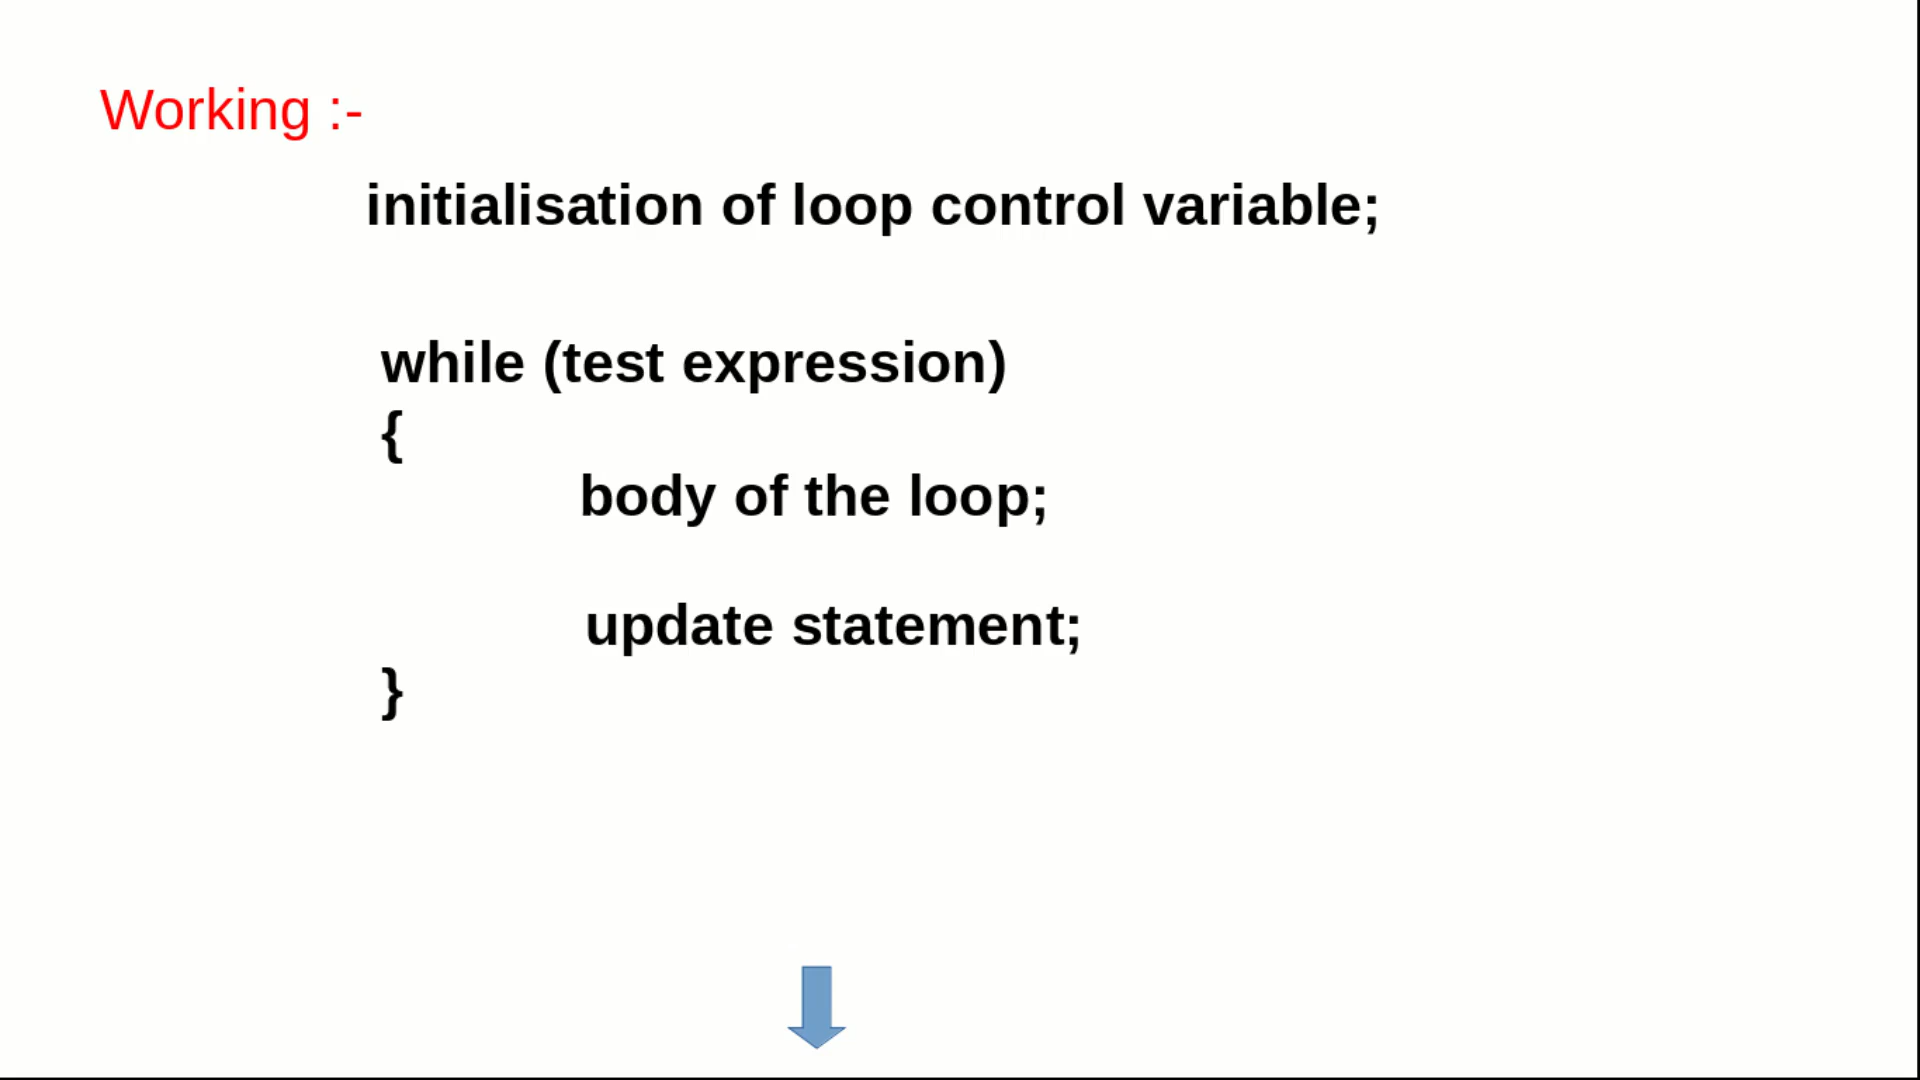 Working :-
initialisation of loop control variable;
while (test expression)
{
body of the loop;
update statement;
}